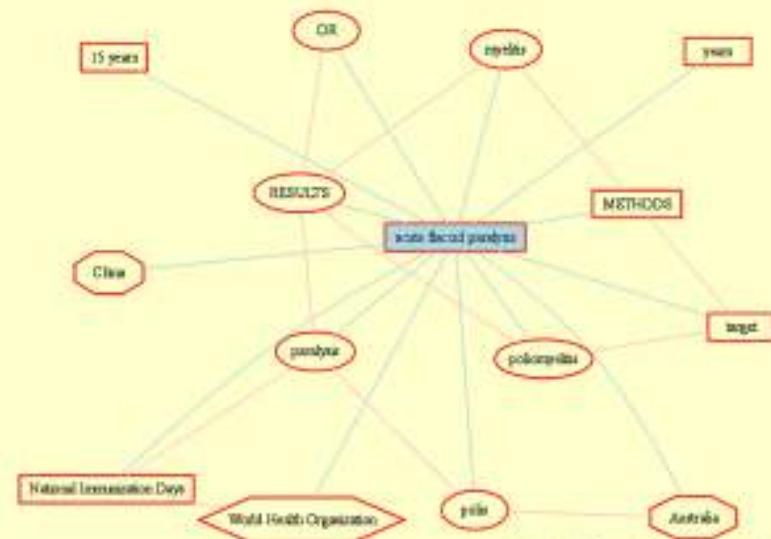 OR
15 years
myelitis
years
RESULTS
METHODS
acute flaccid paralysis
China
target
paralysis
poliomyelitis
National Immunization Days
World Health Organization
polio
Australia